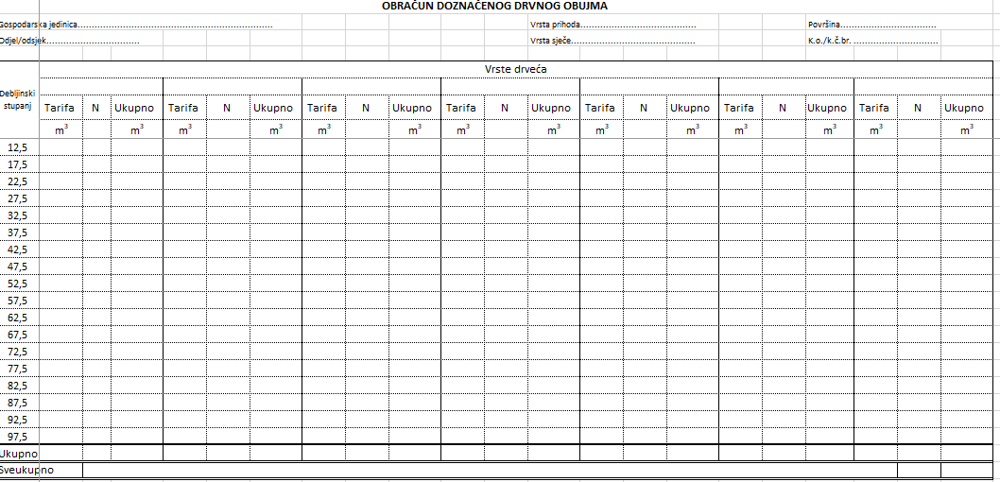 OBRAČUN DOZNAČENOG DRVNOG OBUJMA
Gospodarska jedinica................................................................ Vrsta prihoda...................................... Površina................................
Odjel/odsjek............................... Vrsta sječe......................................... K.o./k.č.br. ............................
Vrste drveća
Debljinski
stupanj
Tarifa N Ukupno Tarifa N Ukupno Tarifa N Ukupno Tarifa N Ukupno Tarifa N Ukupno Tarifa N Ukupno Tarifa N Ukupno
m³ m³ m³ m³ m³ m³ m³ m³ m³ m³ m³ m³ m³ m³
12,5
17,5
22,5
27,5
32,5
37,5
42,5
47,5
52,5
57,5
62,5
67,5
72,5
77,5
82,5
87,5
92,5
97,5
Ukupno
Sveukupno